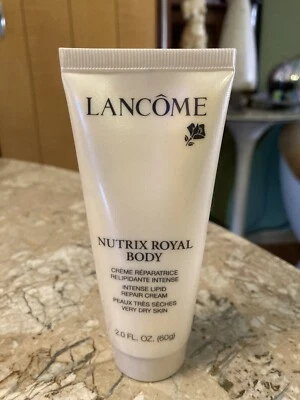 LANCÔME
NUTRIX ROYAL
BODY
CRÈME RÉPARATRICE
RELIPIDANTE INTENSE
INTENSE LIPID
REPAIR CREAM
PEAUX TRÈS SÈCHES
VERY DRY SKIN
2.0 FL. OZ. (60g)